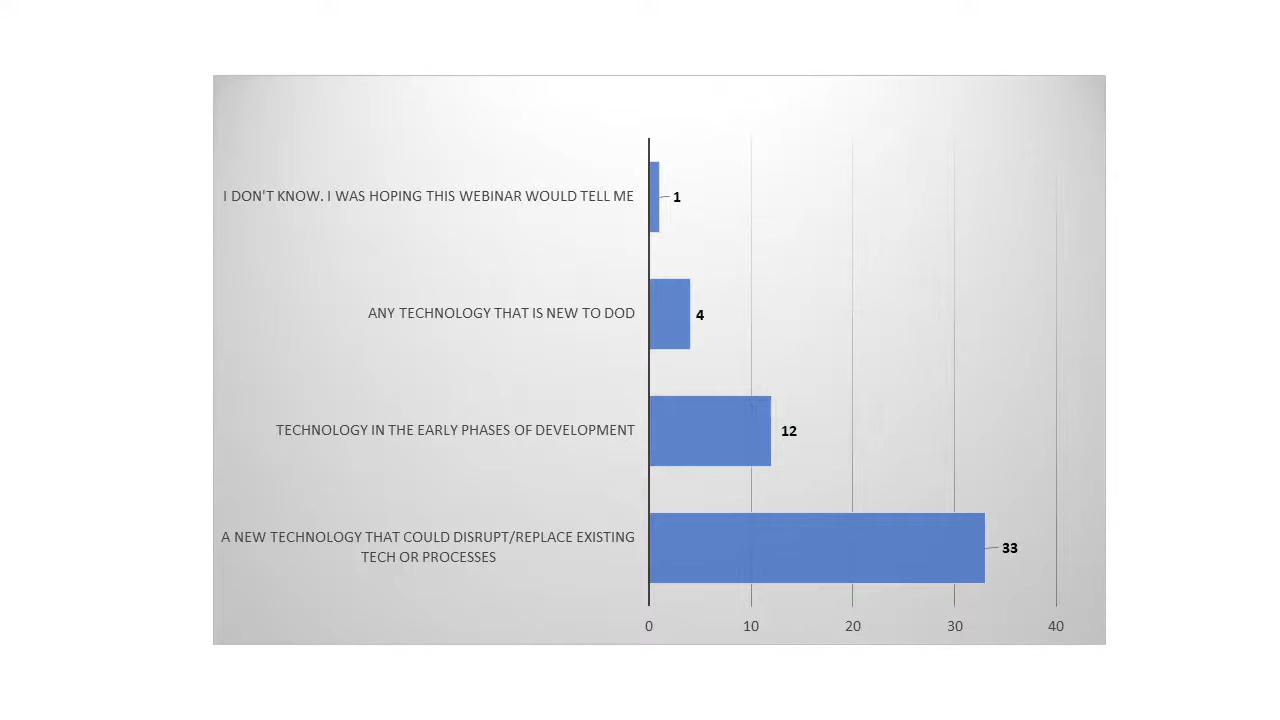 I DON'T KNOW. I WAS HOPING THIS WEBINAR WOULD TELL ME
1
ANY TECHNOLOGY THAT IS NEW TO DOD
4
TECHNOLOGY IN THE EARLY PHASES OF DEVELOPMENT
12
A NEW TECHNOLOGY THAT COULD DISRUPT/REPLACE EXISTING
TECH OR PROCESSES
33
0 10 20 30 40